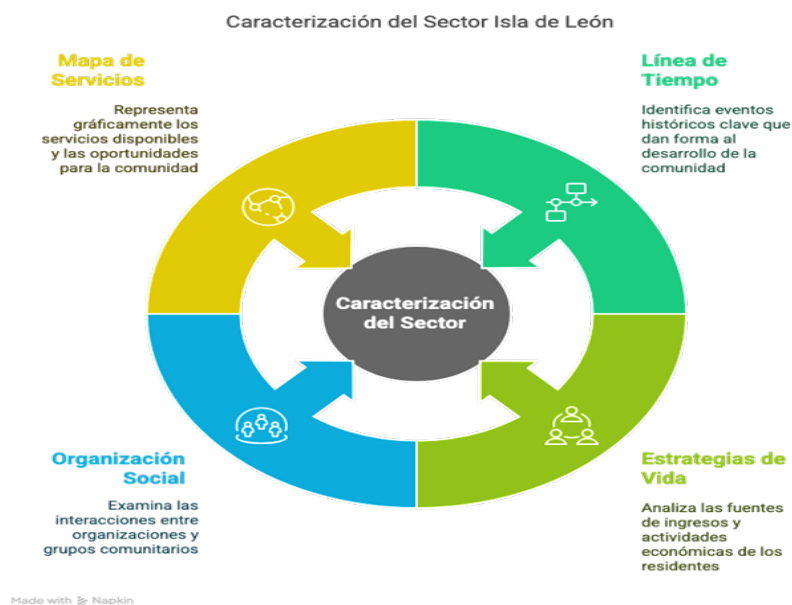 Caracterización del Sector Isla de León
Mapa de
Servicios
Representa
gráficamente los
servicios disponibles
y las oportunidades
para la comunidad
Línea de
Tiempo
Identifica eventos
históricos clave que
dan forma al
desarrollo de la
comunidad
Caracterización
del Sector
Organización
Social
Examina las
interacciones entre
organizaciones y
grupos comunitarios
Estrategias de
Vida
Analiza las fuentes
de ingresos y
actividades
económicas de los
residentes
Made with Napkin